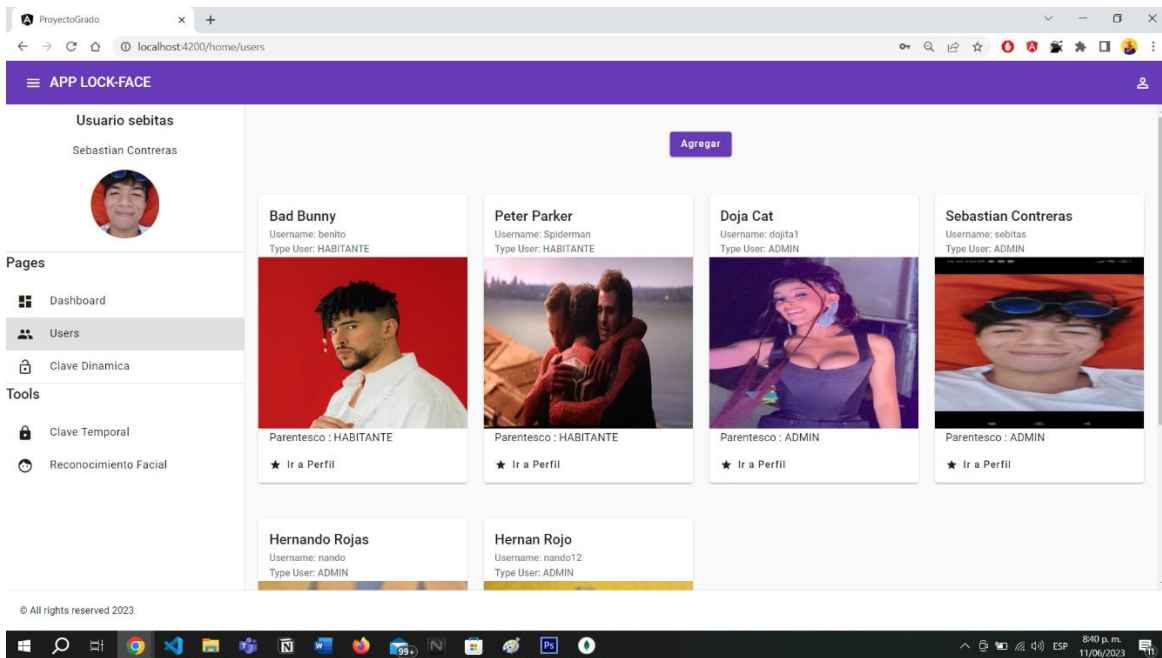 ProyectoGrado
localhost:4200/home/users
APP LOCK-FACE
Usuario sebitas
Sebastian Contreras
Pages
Dashboard
Users
Clave Dinamica
Tools
Clave Temporal
Reconocimiento Facial
Agregar
Bad Bunny
Username: benito
Type User: HABITANTE
Parentesco : HABITANTE
Ir a Perfil
Peter Parker
Username: Spiderman
Type User: HABITANTE
Parentesco : HABITANTE
Ir a Perfil
Doja Cat
Username: dojita1
Type User: ADMIN
Parentesco : ADMIN
Ir a Perfil
Sebastian Contreras
Username: sebitas
Type User: ADMIN
Parentesco : ADMIN
Ir a Perfil
Hernando Rojas
Username: nando
Type User: ADMIN
Hernan Rojo
Username: nando12
Type User: ADMIN
© All rights reserved 2023
99+
Ps
ESP
8:40 p. m.
11/06/2023
11